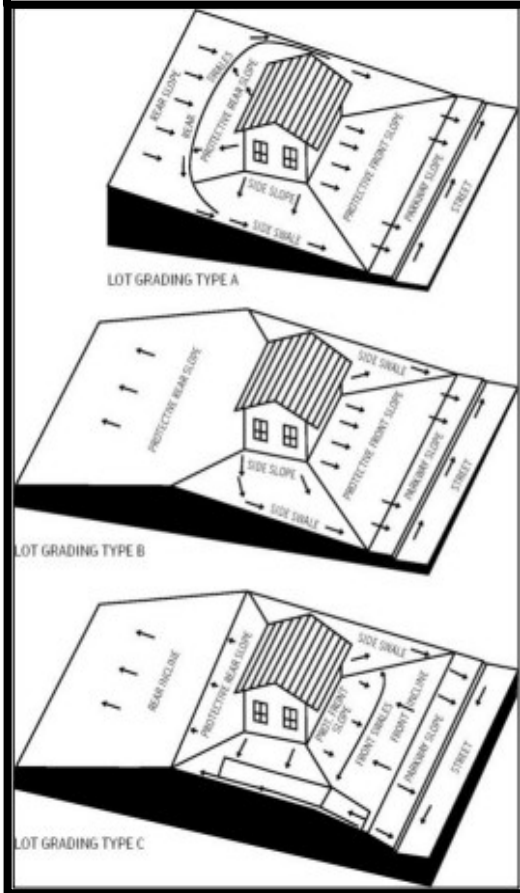 REAR SLOPE
REAR
SWALES
PROTECTIVE REAR SLOPE
SIDE SLOPE
SIDE SWALE
PROTECTIVE FRONT SLOPE
PARKWAY SLOPE
STREET
LOT GRADING TYPE A
PROTECTIVE REAR SLOPE
SIDE SWALE
SIDE SLOPE
SIDE SWALE
PROTECTIVE FRONT SLOPE
PARKWAY SLOPE
STREET
LOT GRADING TYPE B
REAR INCLINE
PROTECTIVE REAR SLOPE
SIDE SWALE
PROT. FRONT
SLOPE
FRONT SWALES
FRONT INCLINE
PARKWAY SLOPE
STREET
LOT GRADING TYPE C